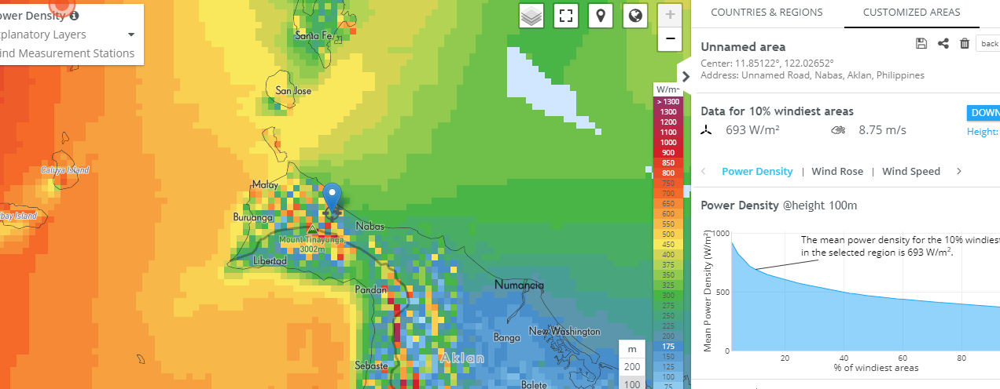 ower Density
xplanatory Layers
ind Measurement Stations
Santa Fe
San Jose
Caluya Island
bay Island
Malay
Buruanga
Nabas
Mount Tinayunga,
3002m
Libertad
Pandan
Numancia
New Washington
Banga
Aklan
Sebaste
Balete
+
−
W/m²
> 1300
1300
1200
1100
1000
900
850
800
750
700
650
600
550
500
450
400
375
350
325
300
275
250
225
200
175
150
125
100
75
m
200
100
COUNTRIES & REGIONS
CUSTOMIZED AREAS
Unnamed area
back
Center: 11.85122°, 122.02652°
Address: Unnamed Road, Nabas, Aklan, Philippines
Data for 10% windiest areas
DOWN
693 W/m²
8.75 m/s
Height:
< Power Density | Wind Rose | Wind Speed >
Power Density @height 100m
The mean power density for the 10% windiest
in the selected region is 693 W/m².
Mean Power Density (W/m²)
1000
500
0
20
40
60
80
% of windiest areas